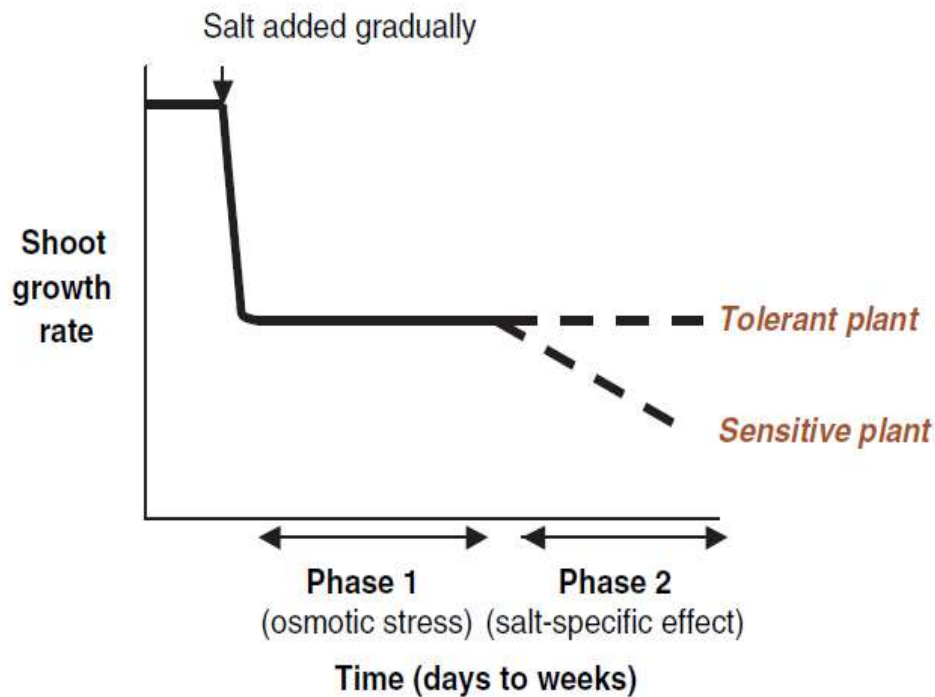 Salt added gradually
Shoot
growth
rate
Tolerant plant
Sensitive plant
Phase 1
(osmotic stress)
Phase 2
(salt-specific effect)
Time (days to weeks)